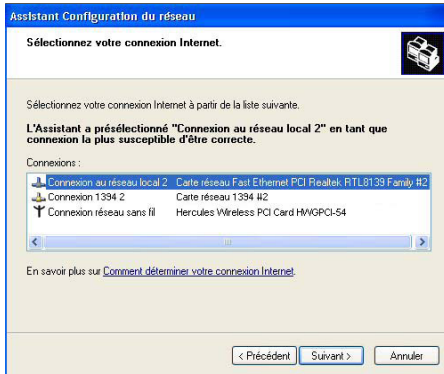 Assistant Configuration du réseau
Sélectionnez votre connexion Internet.
Sélectionnez votre connexion Internet à partir de la liste suivante.
L'Assistant a présélectionné "Connexion au réseau local 2" en tant que
connexion la plus susceptible d'être correcte.
Connexions :
Connexion au réseau local 2 Carte réseau Fast Ethernet PCI Realtek RTL8139 Family #2
Connexion 1394 2 Carte réseau 1394 #2
Connexion réseau sans fil Hercules Wireless PCI Card HWGPCI-54
En savoir plus sur Comment déterminer votre connexion Internet.
< Précédent Suivant > Annuler